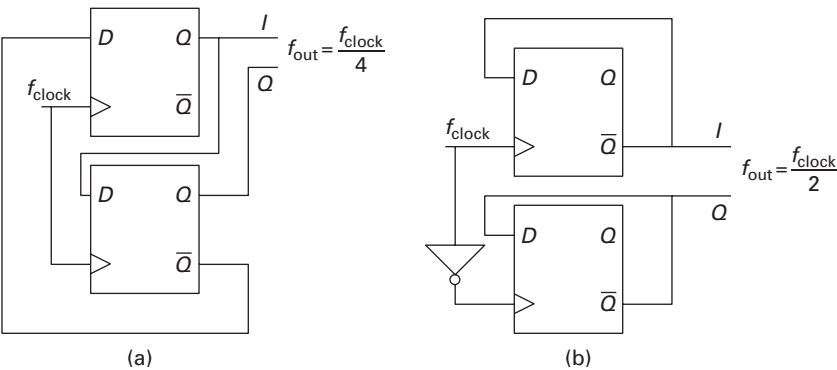 D Q I
f_out = f_clock/4
Q
f_clock
Q̅
D Q
Q̅
(a)
D Q
f_clock
Q̅ I
f_out = f_clock/2
Q
D Q
Q̅
(b)